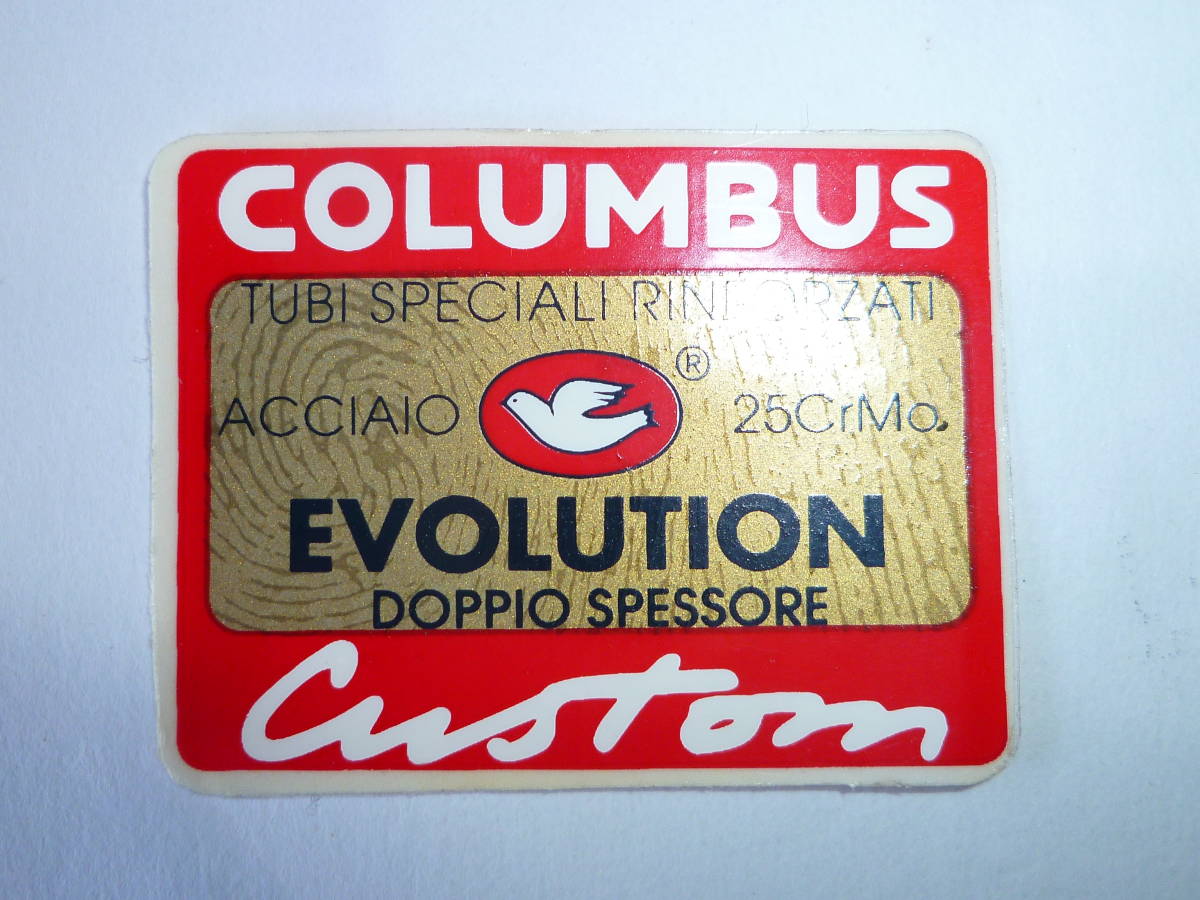 COLUMBUS
TUBI SPECIALI RINFORZATI
ACCIAIO ® 25CrMo.
EVOLUTION
DOPPIO SPESSORE
Custom